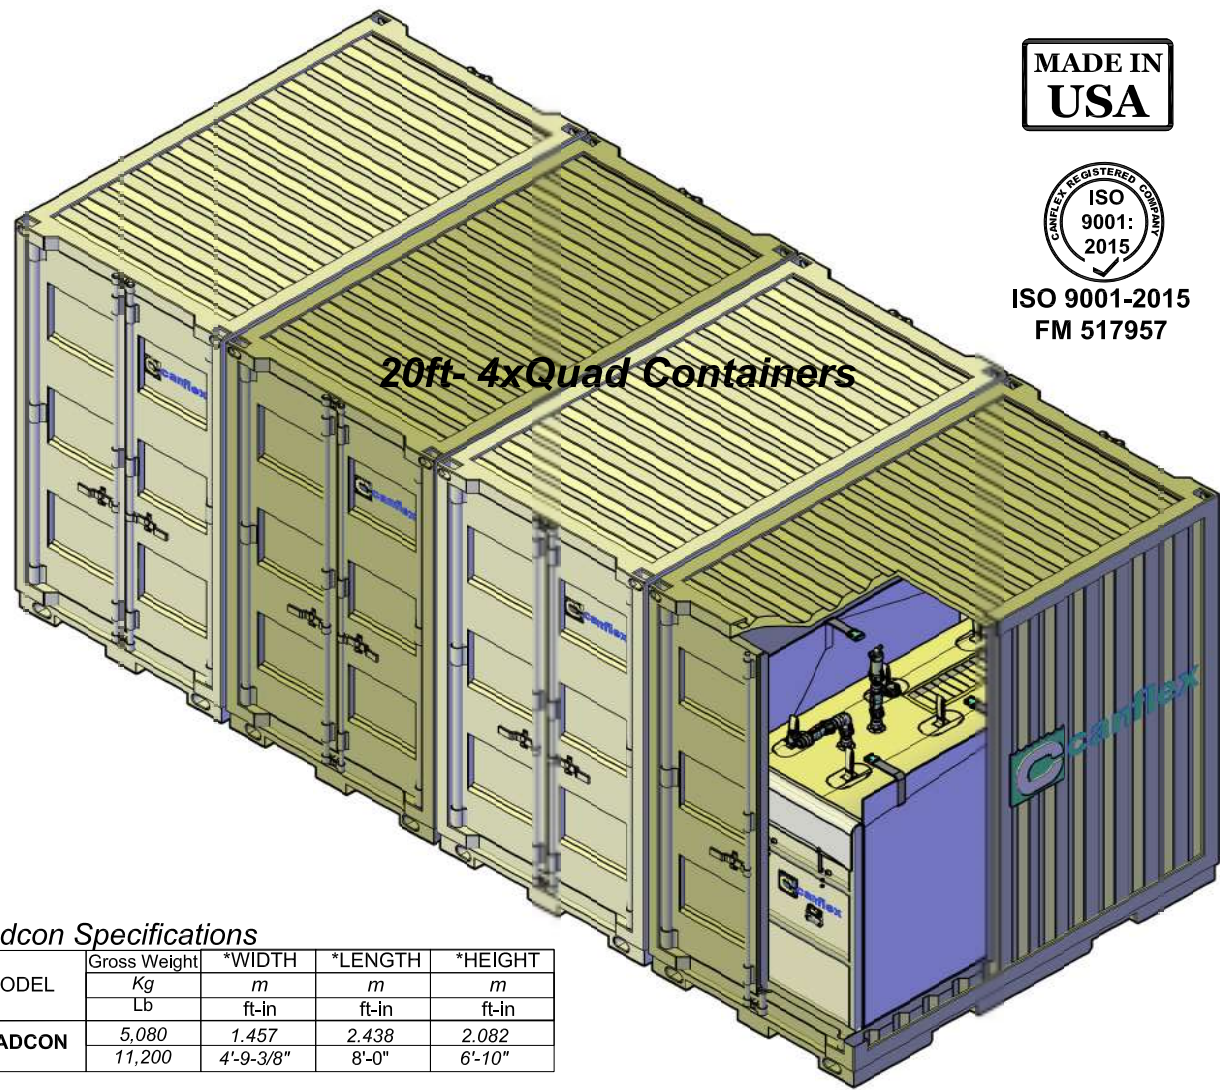 MADE IN
USA
CANFLEX REGISTERED COMPANY
ISO
9001:
2015
ISO 9001-2015
FM 517957
20ft- 4xQuad Containers
canflex
canflex
canflex
canflex
canflex
dcon Specifications
ODEL Gross Weight *WIDTH *LENGTH *HEIGHT
Kg m m m
Lb ft-in ft-in ft-in
ADCON 5,080 1.457 2.438 2.082
11,200 4'-9-3/8" 8'-0" 6'-10"